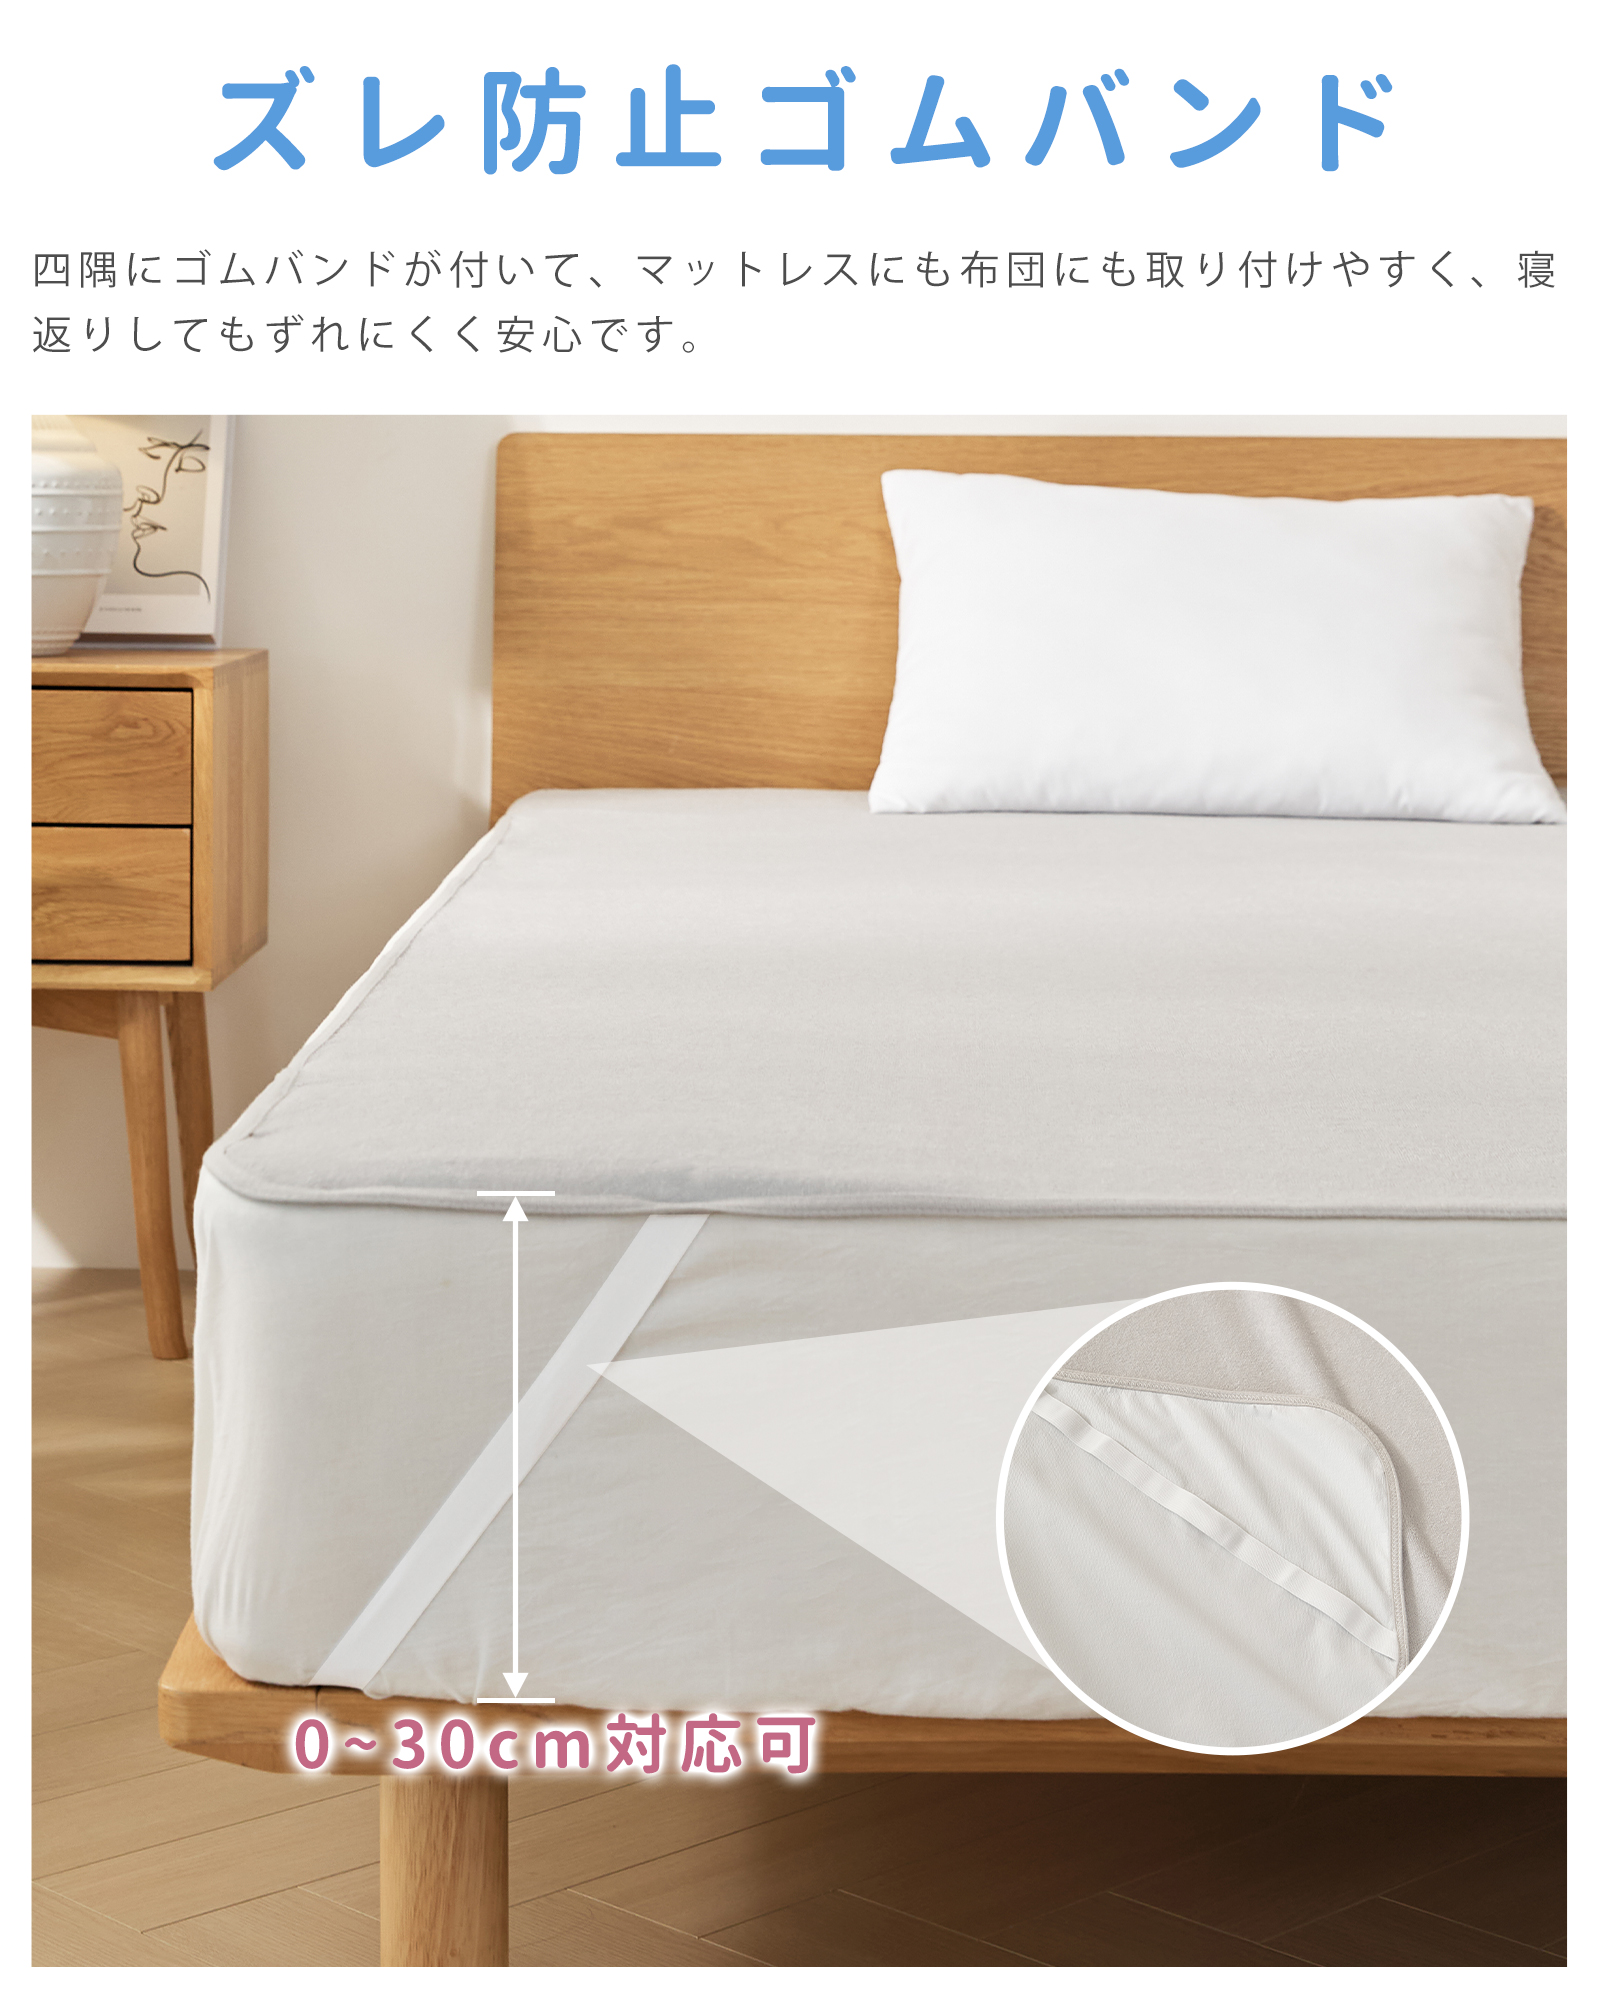 ズレ防止ゴムバンド
四隅にゴムバンドが付いて、マットレスにも布団にも取り付けやすく、寝
返りしてもずれにくく安心です。
0~30cm対応可